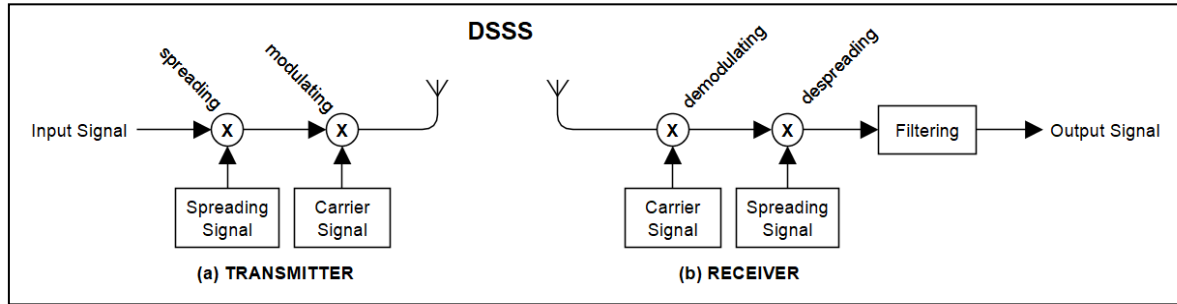 DSSS
spreading
modulating
demodulating
despreading
Input Signal
X
X
X
X
Filtering
Output Signal
Spreading
Signal
Carrier
Signal
Carrier
Signal
Spreading
Signal
(a) TRANSMITTER
(b) RECEIVER